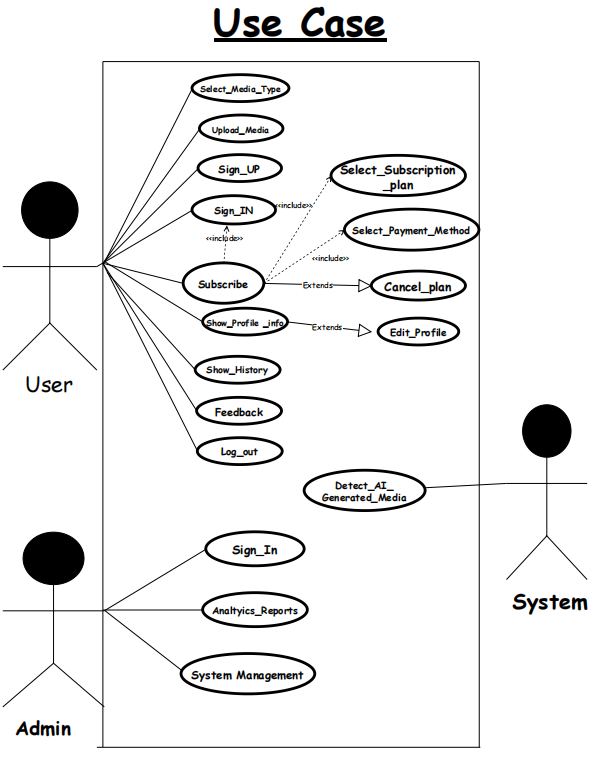 Use Case
Select_Media_Type
Upload_Media
Sign_UP
Select_Subscription
_plan
Sign_IN
<<include>>
Select_Payment_Method
<<include>>
<<include>>
Subscribe
Extends
Cancel_plan
Show_Profile _info
Extends
Edit_Profile
Show_History
User
Feedback
Log_out
Detect_AI_
Generated_Media
Sign_In
System
Analtyics_Reports
System Management
Admin